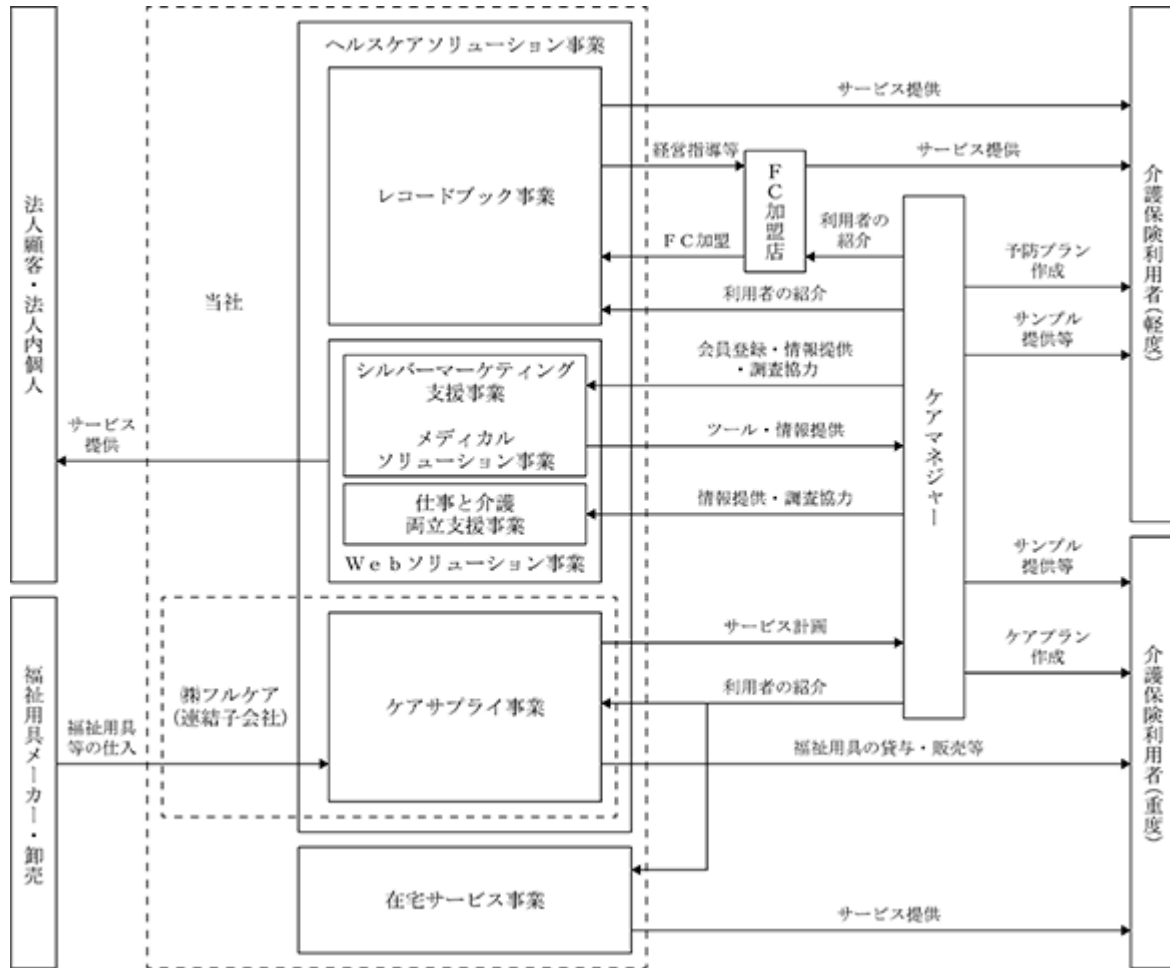 法人顧客・法人内個人
福祉用具メーカー・卸売
サービス
提供
福祉用具
等の仕入
当社
㈱フルケア
(連結子会社)
ヘルスケアソリューション事業
レコードブック事業
シルバーマーケティング
支援事業
メディカル
ソリューション事業
仕事と介護
両立支援事業
Ｗｅｂソリューション事業
ケアサプライ事業
在宅サービス事業
サービス提供
経営指導等
ＦＣ加盟店
サービス提供
ＦＣ加盟
利用者の
紹介
利用者の紹介
会員登録・情報提供
・調査協力
ツール・情報提供
情報提供・調査協力
サービス計画
利用者の紹介
福祉用具の貸与・販売等
サービス提供
ケアマネジャー
予防プラン
作成
サンプル
提供等
サンプル
提供等
ケアプラン
作成
介護保険利用者(軽度)
介護保険利用者(重度)